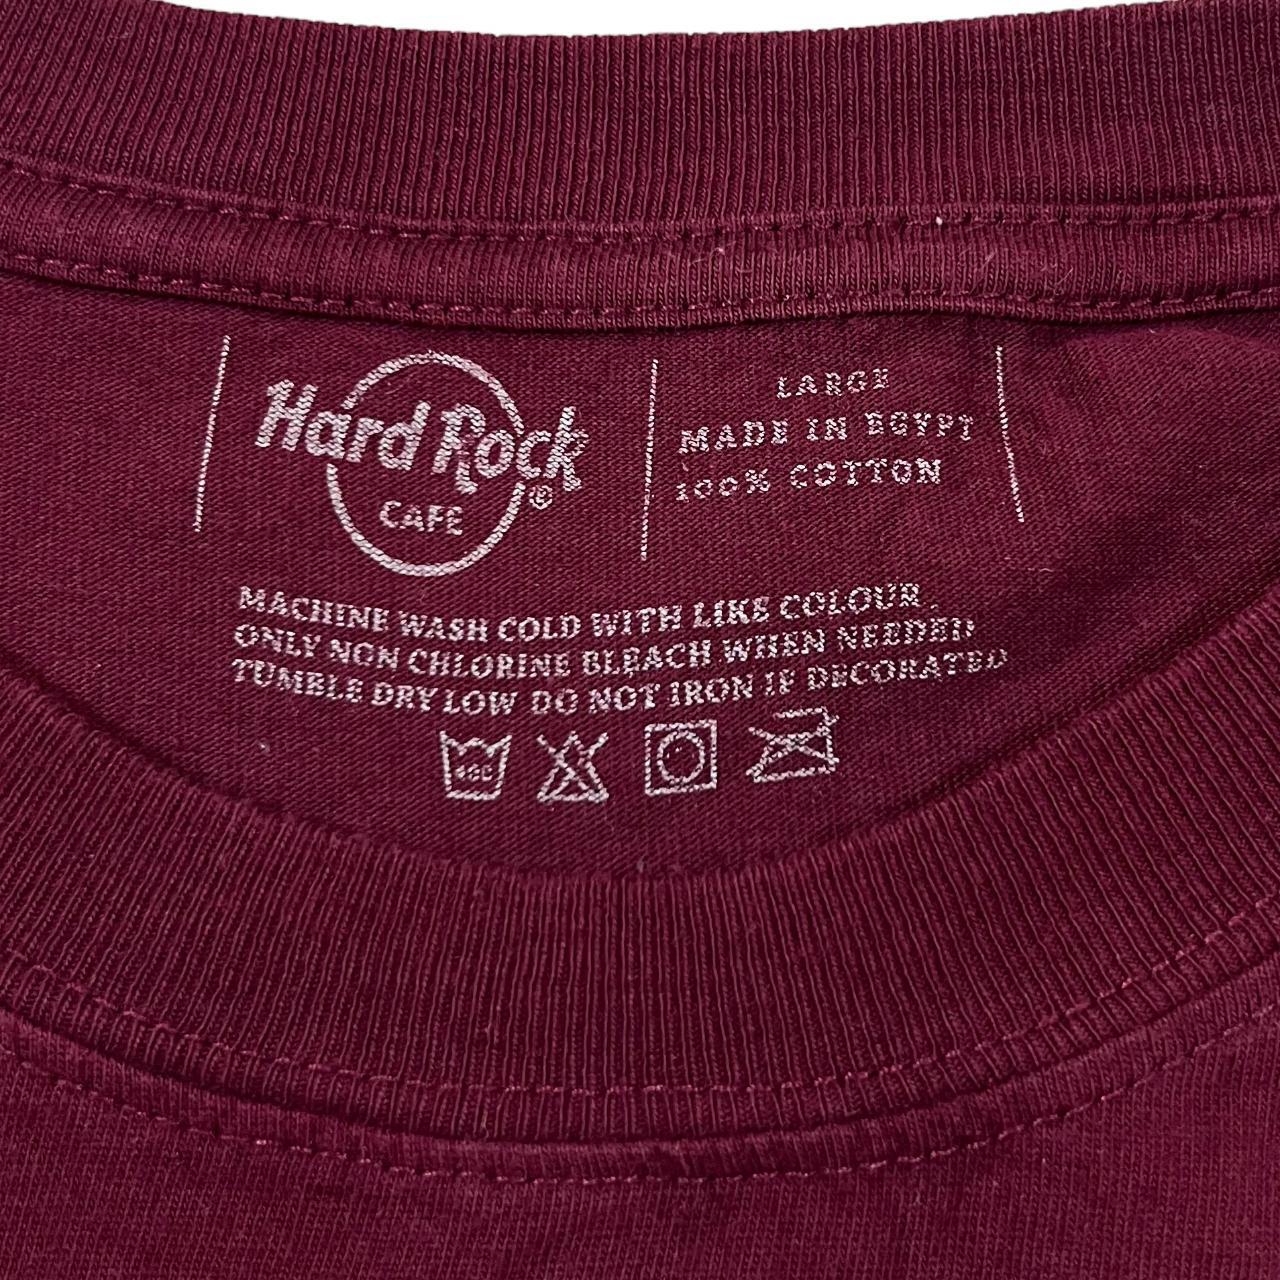 Hard Rock
CAFE
®
LARGE
MADE IN EGYPT
100% COTTON
MACHINE WASH COLD WITH LIKE COLOUR.
ONLY NON CHLORINE BLEACH WHEN NEEDED
TUMBLE DRY LOW DO NOT IRON IF DECORATED